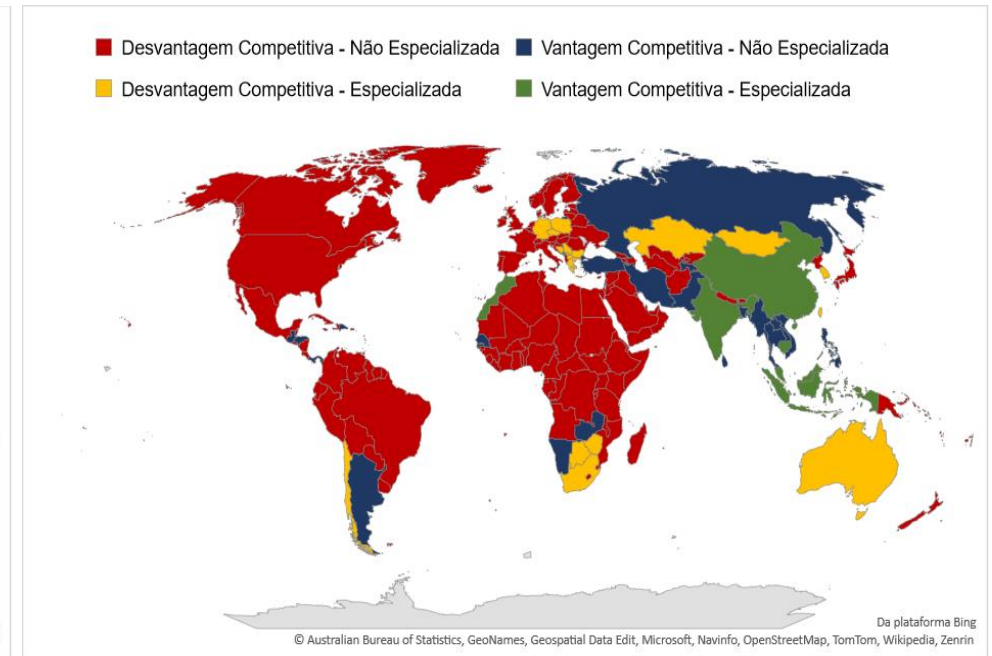 Desvantagem Competitiva - Não Especializada
Vantagem Competitiva - Não Especializada
Desvantagem Competitiva - Especializada
Vantagem Competitiva - Especializada
Da plataforma Bing
© Australian Bureau of Statistics, GeoNames, Geospatial Data Edit, Microsoft, Navinfo, OpenStreetMap, TomTom, Wikipedia, Zenrin